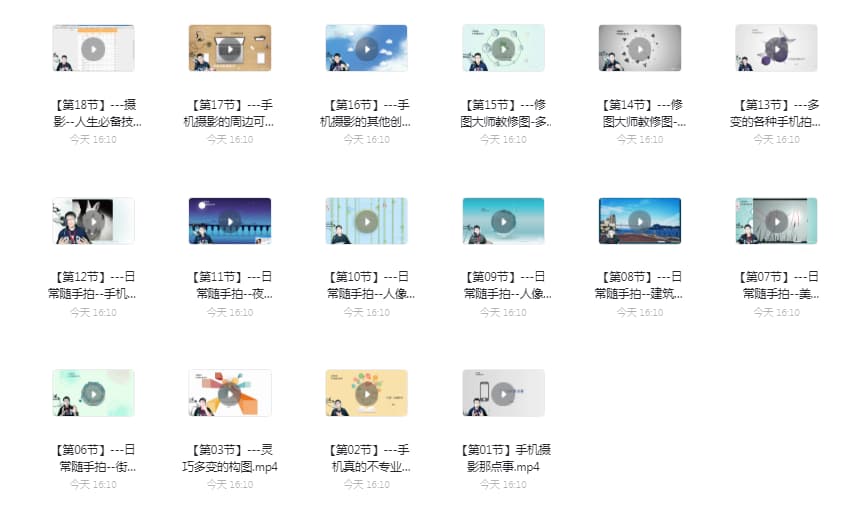 【第18节】---摄
影--人生必备技...
今天 16:10
【第17节】---手
机摄影的周边可...
今天 16:10
【第16节】---手
机摄影的其他创...
今天 16:10
【第15节】---修
图大师教修图-多..
今天 16:10
【第14节】---修
图大师教修图-...
今天 16:10
【第13节】---多
变的各种手机拍...
今天 16:10
【第12节】---日
常随手拍--手机...
今天 16:10
【第11节】---日
常随手拍--夜...
今天 16:10
【第10节】---日
常随手拍--人像...
今天 16:10
【第09节】---日
常随手拍--人像...
今天 16:10
【第08节】---日
常随手拍--建筑...
今天 16:10
【第07节】---日
常随手拍--美...
今天 16:10
【第06节】---日
常随手拍--街...
今天 16:10
【第03节】---灵
巧多变的构图.mp4
今天 16:10
【第02节】---手
机真的不专业...
今天 16:10
【第01节】手机摄
影那点事.mp4
今天 16:10